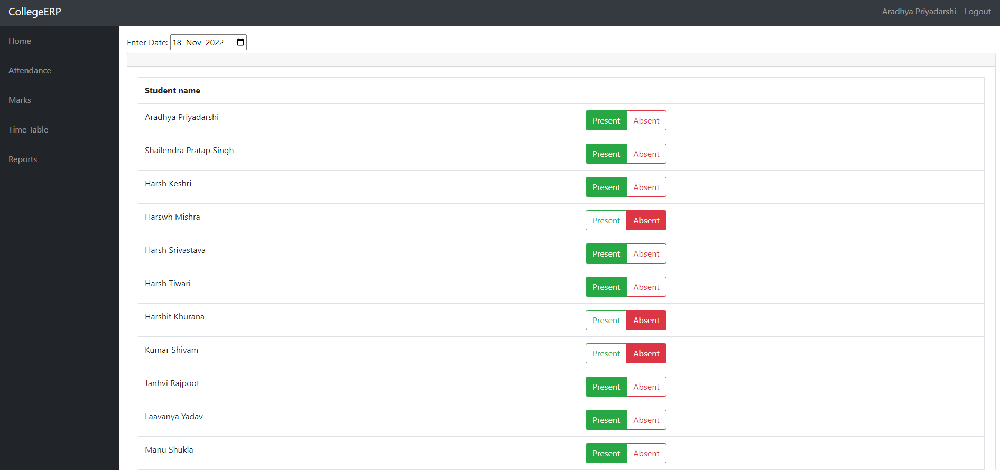 CollegeERP
Aradhya Priyadarshi Logout
Home
Attendance
Marks
Time Table
Reports
Enter Date: 18-Nov-2022
Student name
Aradhya Priyadarshi Present Absent
Shailendra Pratap Singh Present Absent
Harsh Keshri Present Absent
Harswh Mishra Present Absent
Harsh Srivastava Present Absent
Harsh Tiwari Present Absent
Harshit Khurana Present Absent
Kumar Shivam Present Absent
Janhvi Rajpoot Present Absent
Laavanya Yadav Present Absent
Manu Shukla Present Absent